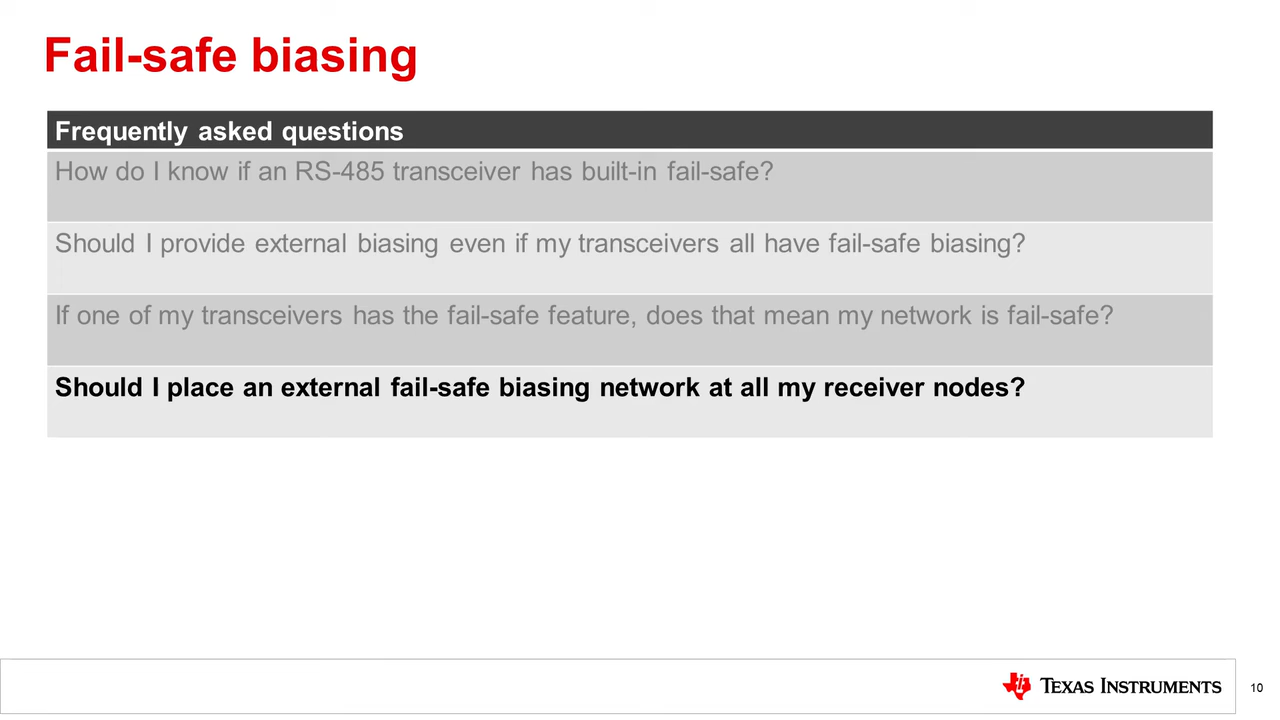 Fail-safe biasing
Frequently asked questions
How do I know if an RS-485 transceiver has built-in fail-safe?
Should I provide external biasing even if my transceivers all have fail-safe biasing?
If one of my transceivers has the fail-safe feature, does that mean my network is fail-safe?
Should I place an external fail-safe biasing network at all my receiver nodes?
TEXAS INSTRUMENTS
10